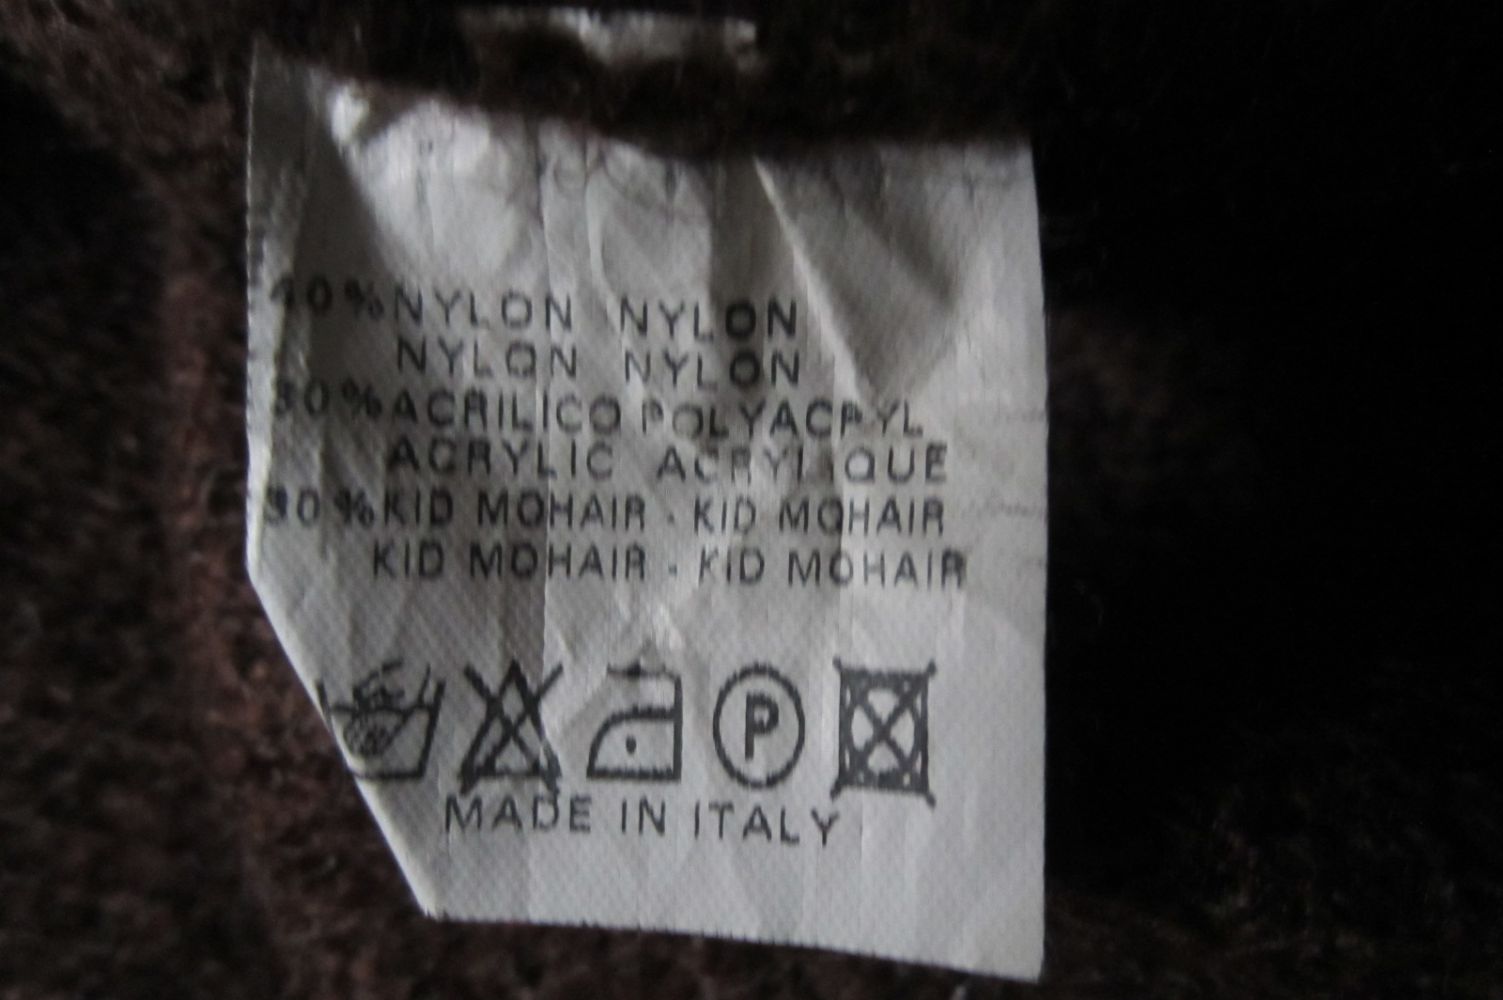 40%NYLON NYLON
NYLON NYLON
30%ACRILICO POLYACRYL
ACRYLIC ACRYLIQUE
30%KID MOHAIR - KID MOHAIR
KID MOHAIR - KID MOHAIR
P
MADE IN ITALY